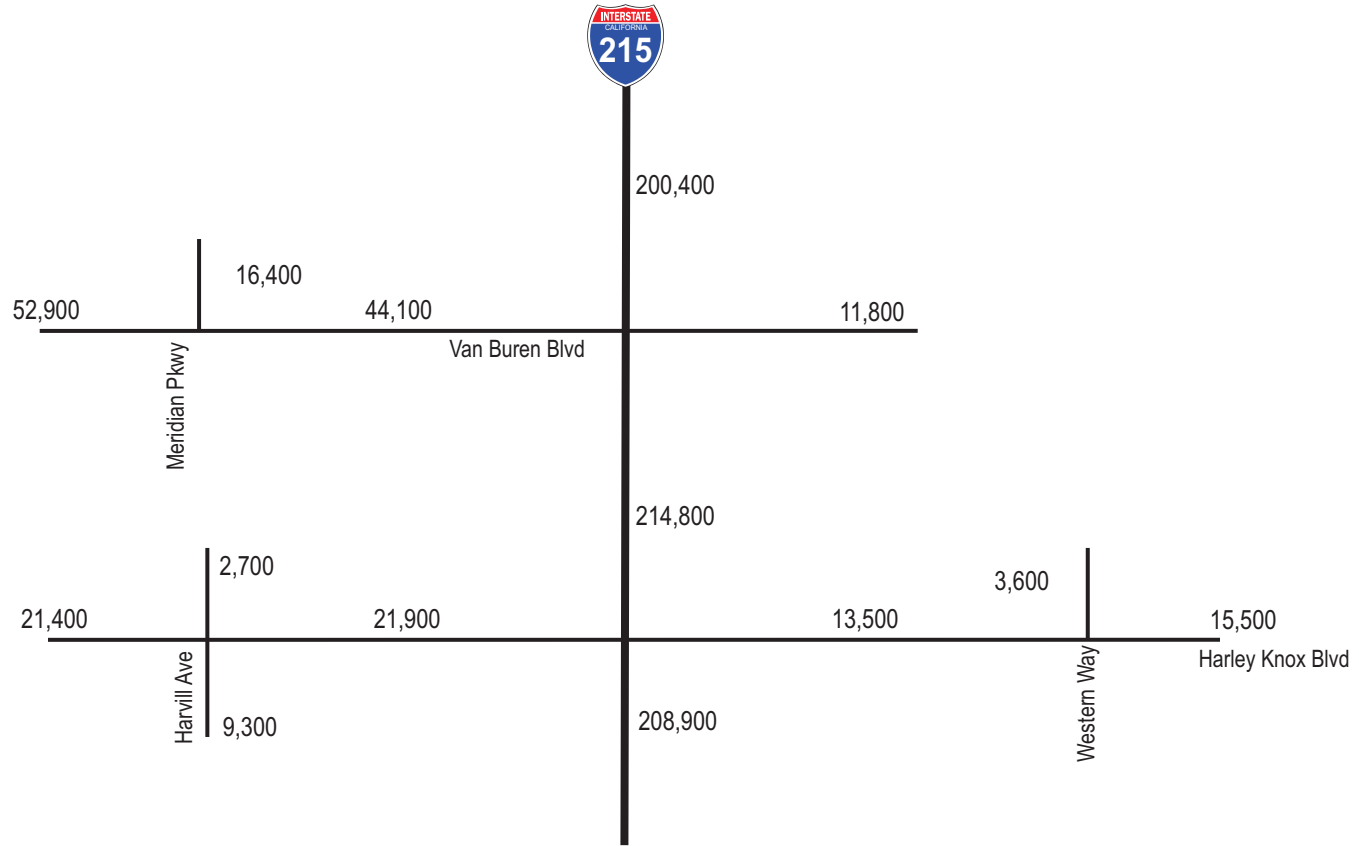 INTERSTATE
CALIFORNIA
215
200,400
16,400
52,900
44,100
11,800
Van Buren Blvd
Meridian Pkwy
214,800
2,700
3,600
21,400
21,900
13,500
15,500
Harley Knox Blvd
Harvill Ave
Western Way
9,300
208,900